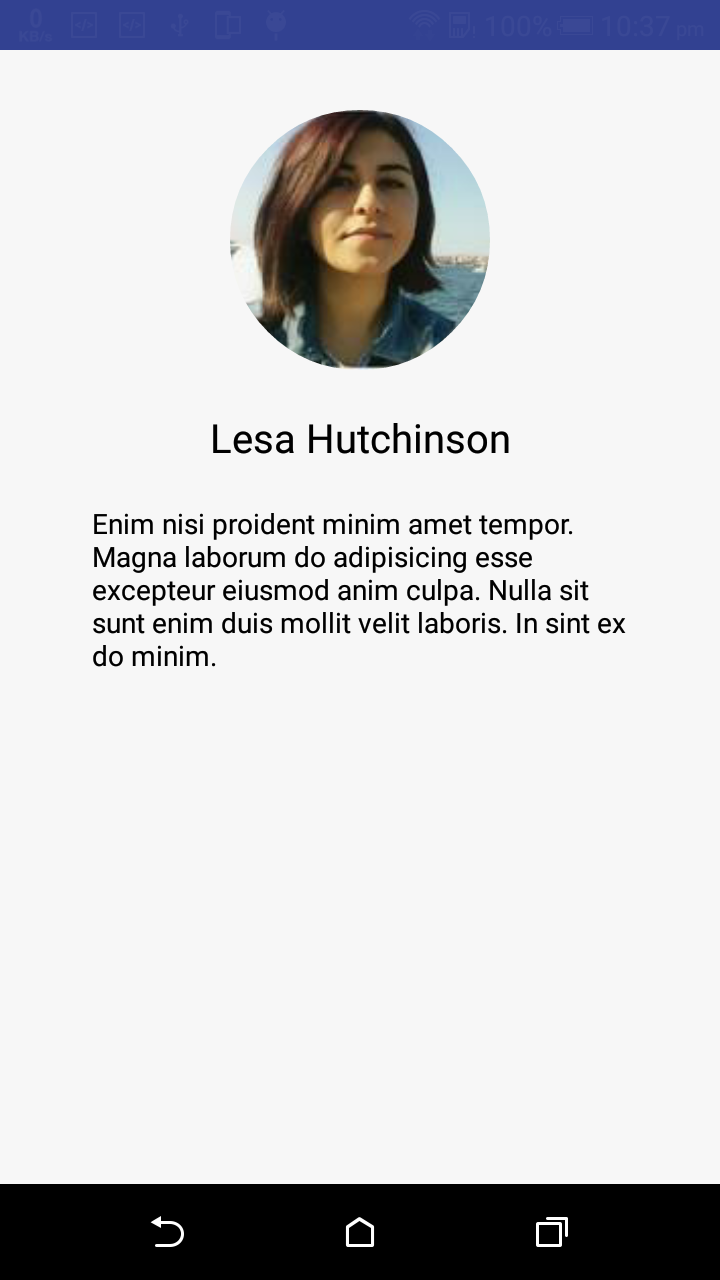 0
KB/s
100% 10:37 pm
Lesa Hutchinson
Enim nisi proident minim amet tempor.
Magna laborum do adipisicing esse
excepteur eiusmod anim culpa. Nulla sit
sunt enim duis mollit velit laboris. In sint ex
do minim.